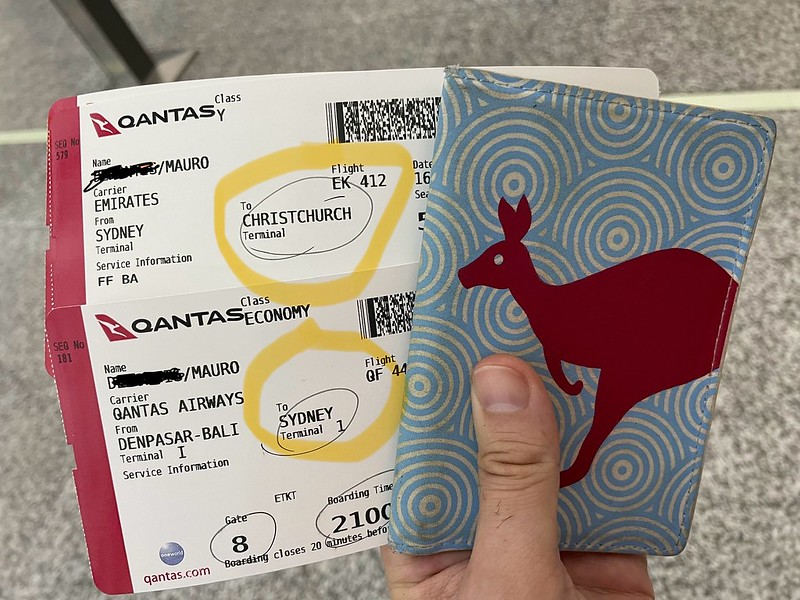 QANTAS
Class
Y
SEQ No
579
Name
/MAURO
Carrier
EMIRATES
From
SYDNEY
Terminal
Service Information
FF BA
To
CHRISTCHURCH
Terminal
Flight
EK 412
Date
16
QANTAS
Class
ECONOMY
SEQ No
181
Name
/MAURO
Carrier
QANTAS AIRWAYS
From
DENPASAR-BALI
Terminal I
Service Information
To
SYDNEY
Terminal 1
Flight
QF 44
ETKT
Gate
8
Boarding Time
2100
Boarding Closes 20 minutes before
oneworld
qantas.com